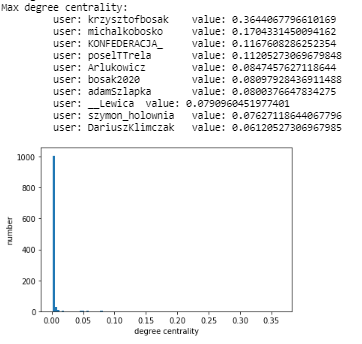 Max degree centrality:
user: krzysztofbosak value: 0.3644067796610169
user: michalkobosko value: 0.1704331450094162
user: KONFEDERACJA_ value: 0.1167608286252354
user: poselTTrela value: 0.11205273069679848
user: Arlukowicz value: 0.0847457627118644
user: bosak2020 value: 0.08097928436911488
user: adamSzlapka value: 0.0800376647834275
user: __Lewica value: 0.0790960451977401
user: szymon_holownia value: 0.07627118644067796
user: DariuszKlimczak value: 0.06120527306967985
1000
800
600
400
200
0
number
0.00 0.05 0.10 0.15 0.20 0.25 0.30 0.35
degree centrality